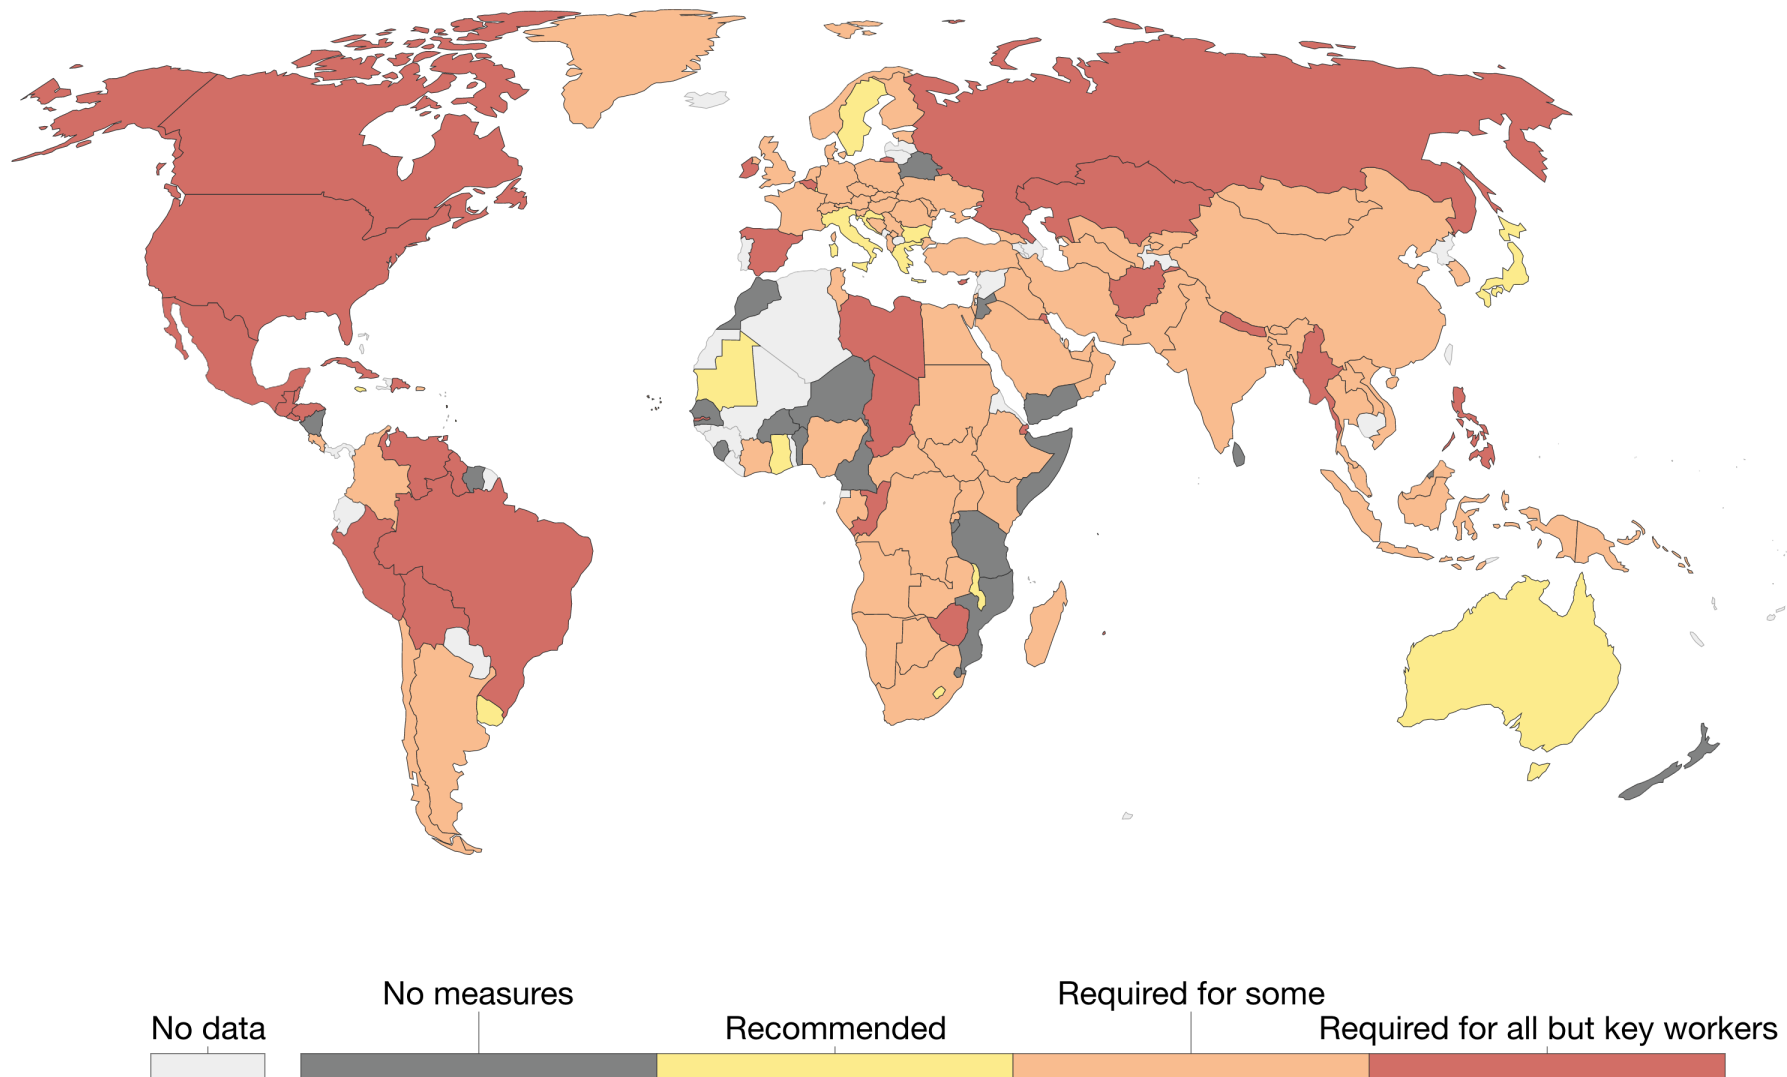 No measures
Required for some
No data
Recommended
Required for all but key workers